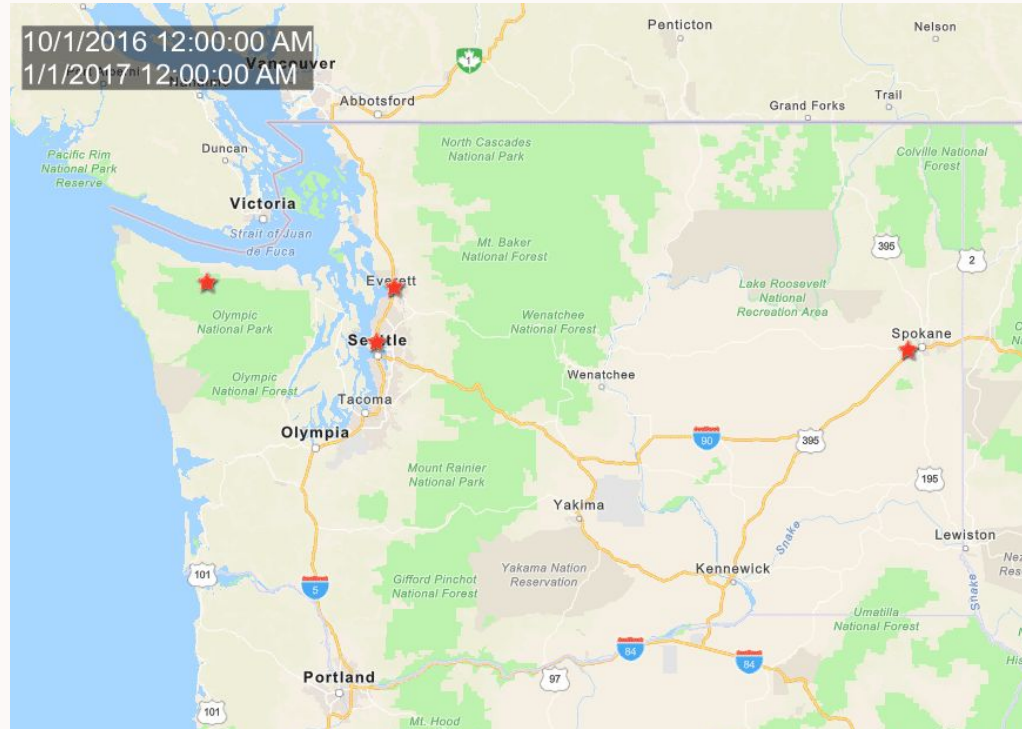 10/1/2016 12:00:00 AM
1/1/2017 12:00:00 AM
Penticton
Nelson
Vancouver
1
Abbotsford
Trail
Grand Forks
Duncan
North Cascades
National Park
Colville National
Forest
Pacific Rim
National Park
Reserve
Victoria
Strait of Juan
de Fuca
Mt. Baker
National Forest
395
2
Everett
Lake Roosevelt
National
Recreation Area
Olympic
National Park
Wenatchee
National Forest
Seattle
Spokane
Olympic
National Forest
Wenatchee
Tacoma
Olympia
90
395
Mount Rainier
National Park
195
Yakima
Snake
Lewiston
Yakama Nation
Reservation
Kennewick
101
5
Gifford Pinchot
National Forest
Snake
Umatilla
National Forest
84
84
97
Portland
101
Mt. Hood